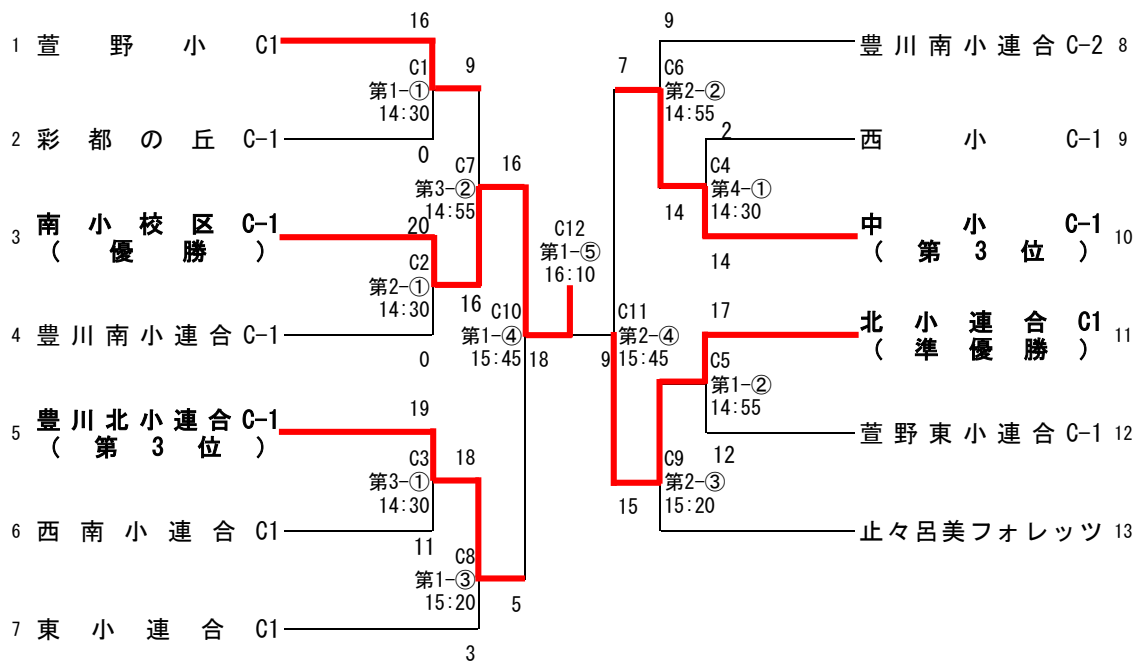 16
1 萱野小 C1
C1
第1-①
14:30
9
2 彩都の丘 C-1
0
C7
第3-②
14:55
16
3 南小校区 C-1
(優勝)
20
C2
第2-①
14:30
16
4 豊川南小連合 C-1
0
C10
第1-④
15:45
18
C12
第1-⑤
16:10
5 豊川北小連合 C-1
(第3位)
19
C3
第3-①
14:30
18
6 西南小連合 C1
11
C8
第1-③
15:20
5
7 東小連合 C1
3
9
豊川南小連合 C-2 8
7
C6
第2-②
14:55
2
西小 C-1 9
C4
第4-①
14:30
14
中小 C-1 10
(第3位)
14
C11
第2-④
15:45
9
17
北小連合 C1 11
(準優勝)
C5
第1-②
14:55
萱野東小連合 C-1 12
12
C9
第2-③
15:20
15
止々呂美フォレッツ 13